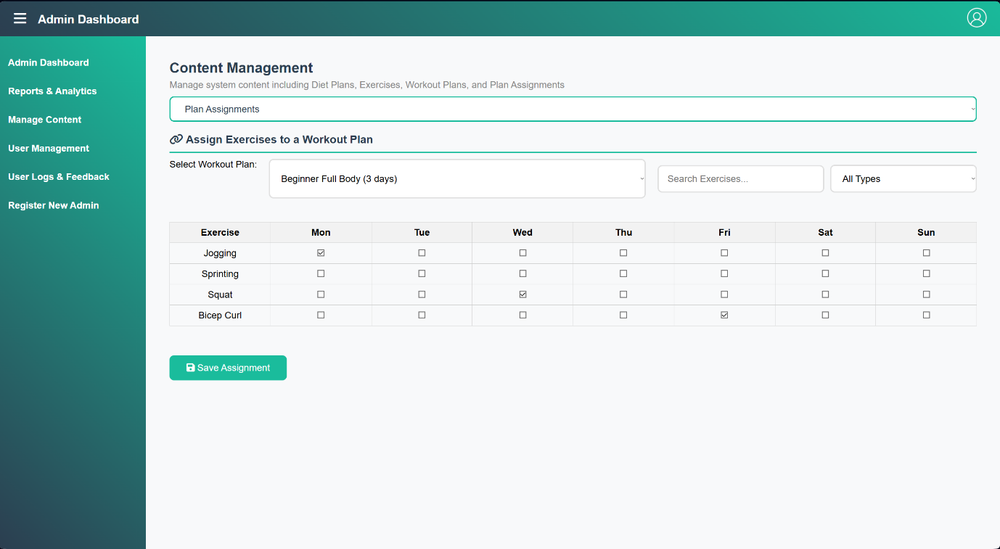 Admin Dashboard
Admin Dashboard
Reports & Analytics
Manage Content
User Management
User Logs & Feedback
Register New Admin
Content Management
Manage system content including Diet Plans, Exercises, Workout Plans, and Plan Assignments
Plan Assignments
Assign Exercises to a Workout Plan
Select Workout Plan: Beginner Full Body (3 days) Search Exercises... All Types
Exercise Mon Tue Wed Thu Fri Sat Sun
Jogging
Sprinting
Squat
Bicep Curl
Save Assignment